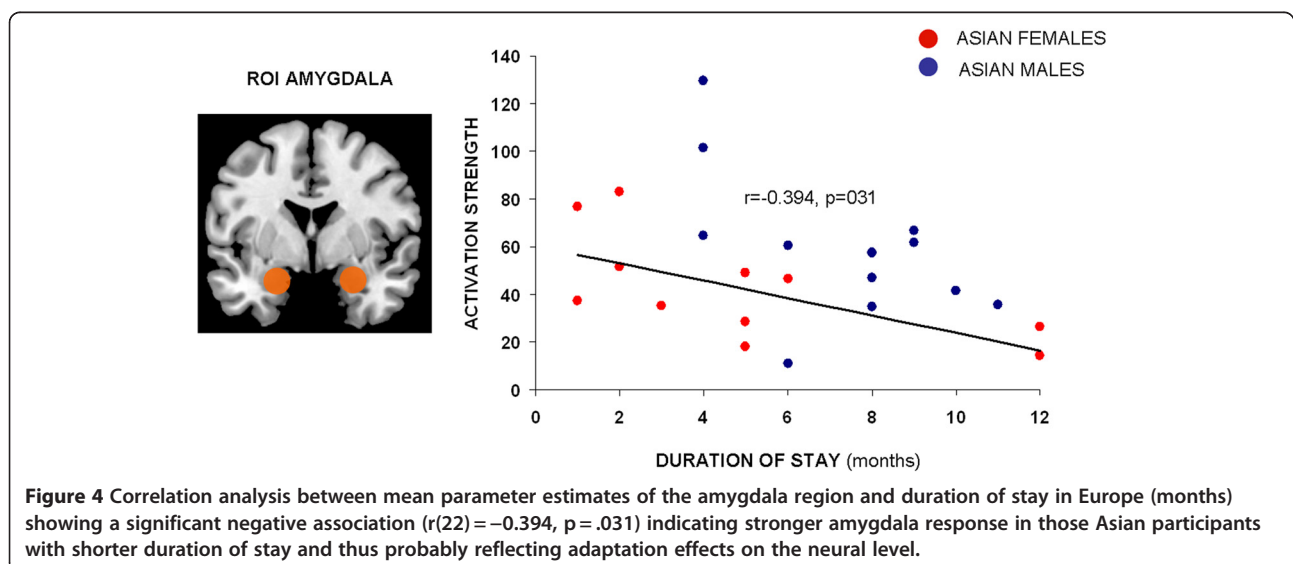 ROI AMYGDALA
ASIAN FEMALES
ASIAN MALES
ACTIVATION STRENGTH
140
120
100
80
60
40
20
0
r=-0.394, p=031
0 2 4 6 8 10 12
DURATION OF STAY (months)
Figure 4 Correlation analysis between mean parameter estimates of the amygdala region and duration of stay in Europe (months)
showing a significant negative association (r(22) = −0.394, p = .031) indicating stronger amygdala response in those Asian participants
with shorter duration of stay and thus probably reflecting adaptation effects on the neural level.